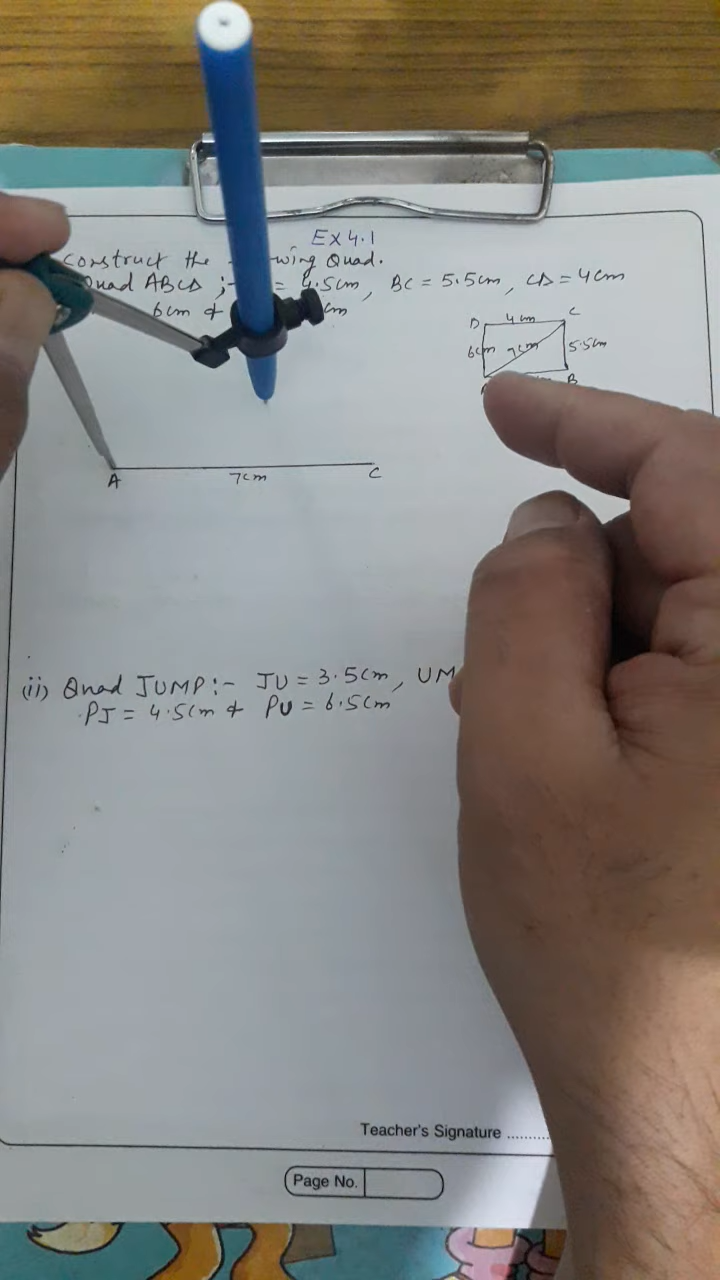 Ex 4.1
Construct the wing Quad.
Quad ABCD ;- = 4.5cm, BC = 5.5cm, CD = 4cm
6cm & cm
D 4cm C
6cm 7cm 5.5cm
B
A 7cm C
(ii) Quad JUMP:- JU = 3.5cm, UM
PJ = 4.5cm & PU = 6.5cm
Teacher's Signature ..........
Page No.